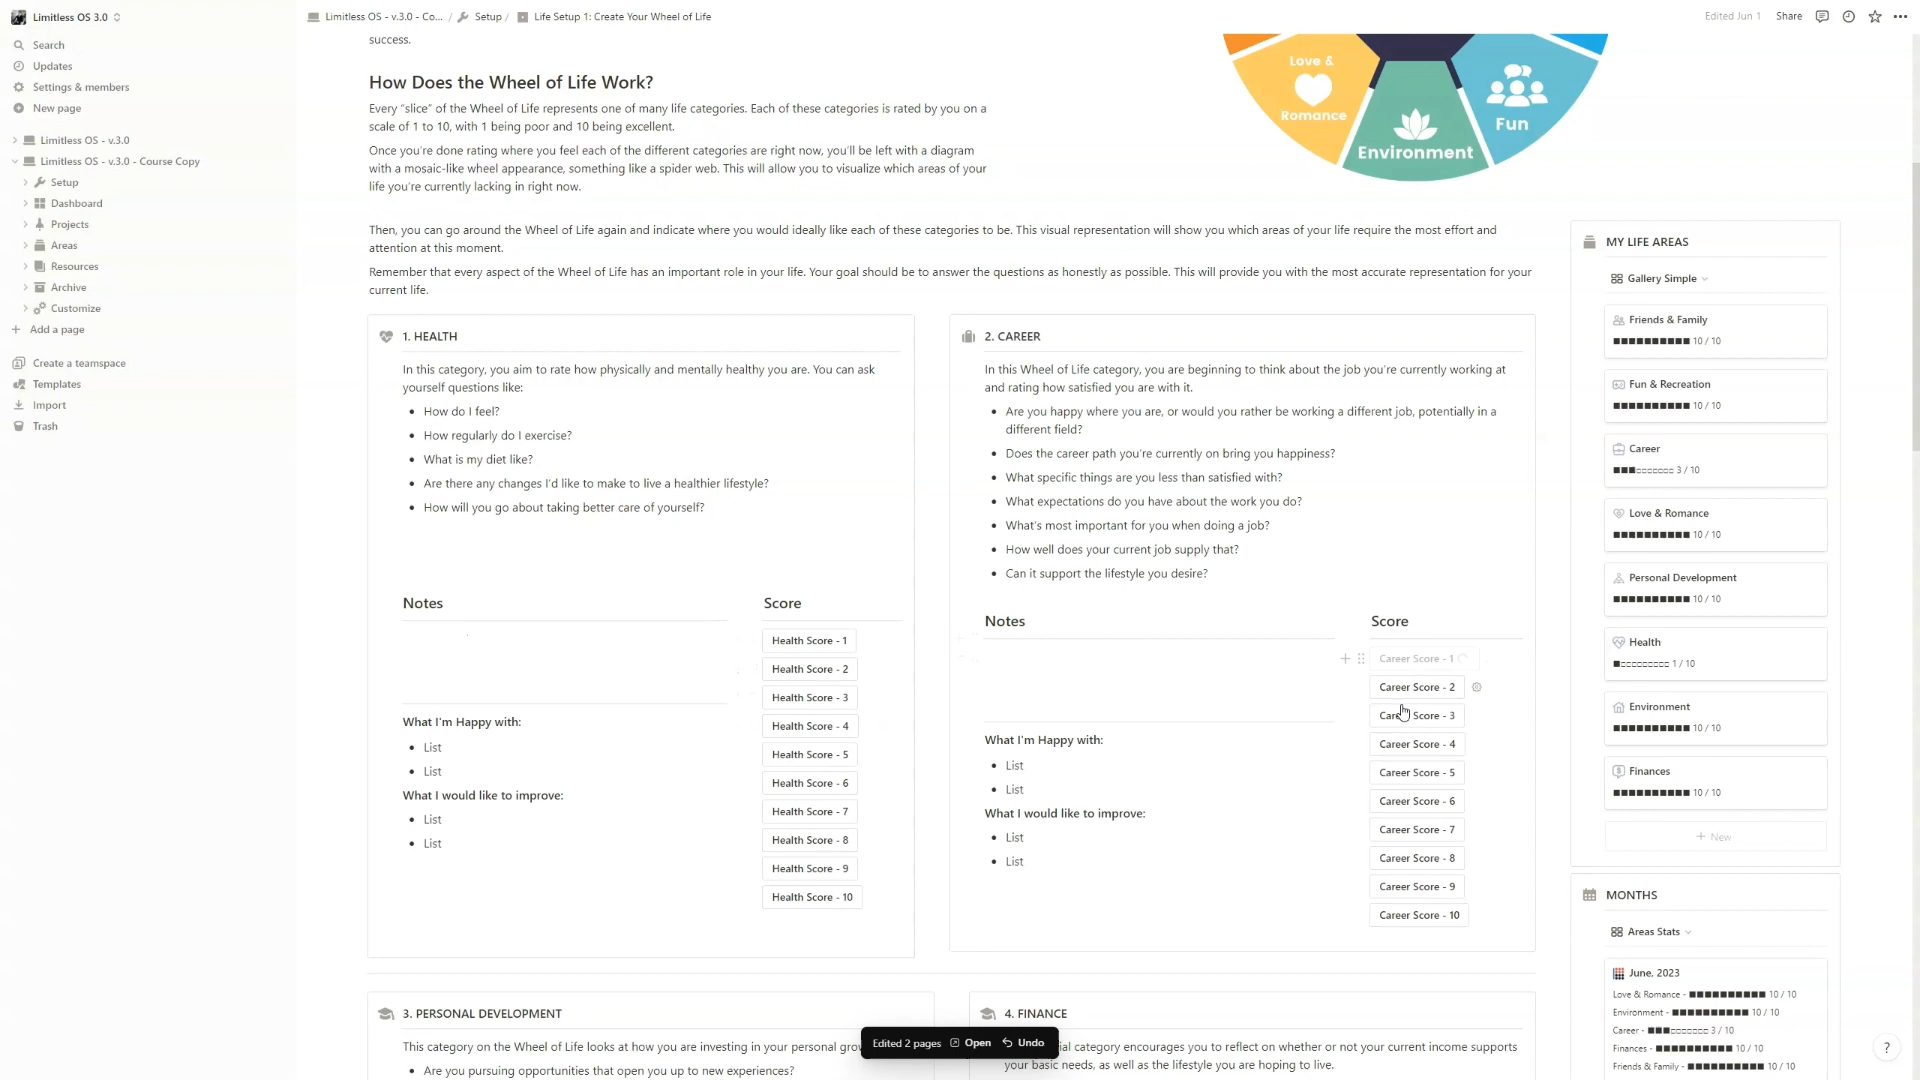 Limitless OS 3.0
Search
Updates
Settings & members
New page
Limitless OS - v.3.0
Limitless OS - v.3.0 - Course Copy
Setup
Dashboard
Projects
Areas
Resources
Archive
Customize
Add a page
Create a teamspace
Templates
Import
Trash
Limitless OS - v.3.0 - Co... / Setup / Life Setup 1: Create Your Wheel of Life
Edited Jun 1 Share
success.
How Does the Wheel of Life Work?
Every "slice" of the Wheel of Life represents one of many life categories. Each of these categories is rated by you on a
scale of 1 to 10, with 1 being poor and 10 being excellent.
Once you're done rating where you feel each of the different categories are right now, you'll be left with a diagram
with a mosaic-like wheel appearance, something like a spider web. This will allow you to visualize which areas of your
life you're currently lacking in right now.
Love &
Romance
Environment
Fun
Then, you can go around the Wheel of Life again and indicate where you would ideally like each of these categories to be. This visual representation will show you which areas of your life require the most effort and
attention at this moment.
Remember that every aspect of the Wheel of Life has an important role in your life. Your goal should be to answer the questions as honestly as possible. This will provide you with the most accurate representation for your
current life.
1. HEALTH
In this category, you aim to rate how physically and mentally healthy you are. You can ask
yourself questions like:
• How do I feel?
• How regularly do I exercise?
• What is my diet like?
• Are there any changes I'd like to make to live a healthier lifestyle?
• How will you go about taking better care of yourself?
Notes
What I'm Happy with:
• List
• List
What I would like to improve:
• List
• List
Score
Health Score - 1
Health Score - 2
Health Score - 3
Health Score - 4
Health Score - 5
Health Score - 6
Health Score - 7
Health Score - 8
Health Score - 9
Health Score - 10
2. CAREER
In this Wheel of Life category, you are beginning to think about the job you're currently working at
and rating how satisfied you are with it.
• Are you happy where you are, or would you rather be working a different job, potentially in a
different field?
• Does the career path you're currently on bring you happiness?
• What specific things are you less than satisfied with?
• What expectations do you have about the work you do?
• What's most important for you when doing a job?
• How well does your current job supply that?
• Can it support the lifestyle you desire?
Notes
What I'm Happy with:
• List
• List
What I would like to improve:
• List
• List
Score
Career Score - 1
Career Score - 2
Career Score - 3
Career Score - 4
Career Score - 5
Career Score - 6
Career Score - 7
Career Score - 8
Career Score - 9
Career Score - 10
3. PERSONAL DEVELOPMENT
This category on the Wheel of Life looks at how you are investing in your personal
• Are you pursuing opportunities that open you up to new experiences?
4. FINANCE
category encourages you to reflect on whether or not your current income supports
your basic needs, as well as the lifestyle you are hoping to live.
Edited 2 pages Open Undo
MY LIFE AREAS
Gallery Simple
Friends & Family
10 / 10
Fun & Recreation
10 / 10
Career
3 / 10
Love & Romance
10 / 10
Personal Development
10 / 10
Health
1 / 10
Environment
10 / 10
Finances
10 / 10
+ New
MONTHS
Areas Stats
June, 2023
Love & Romance - 10 / 10
Environment - 10 / 10
Career - 3 / 10
Finances - 10 / 10
Friends & Family - 10 / 10
?